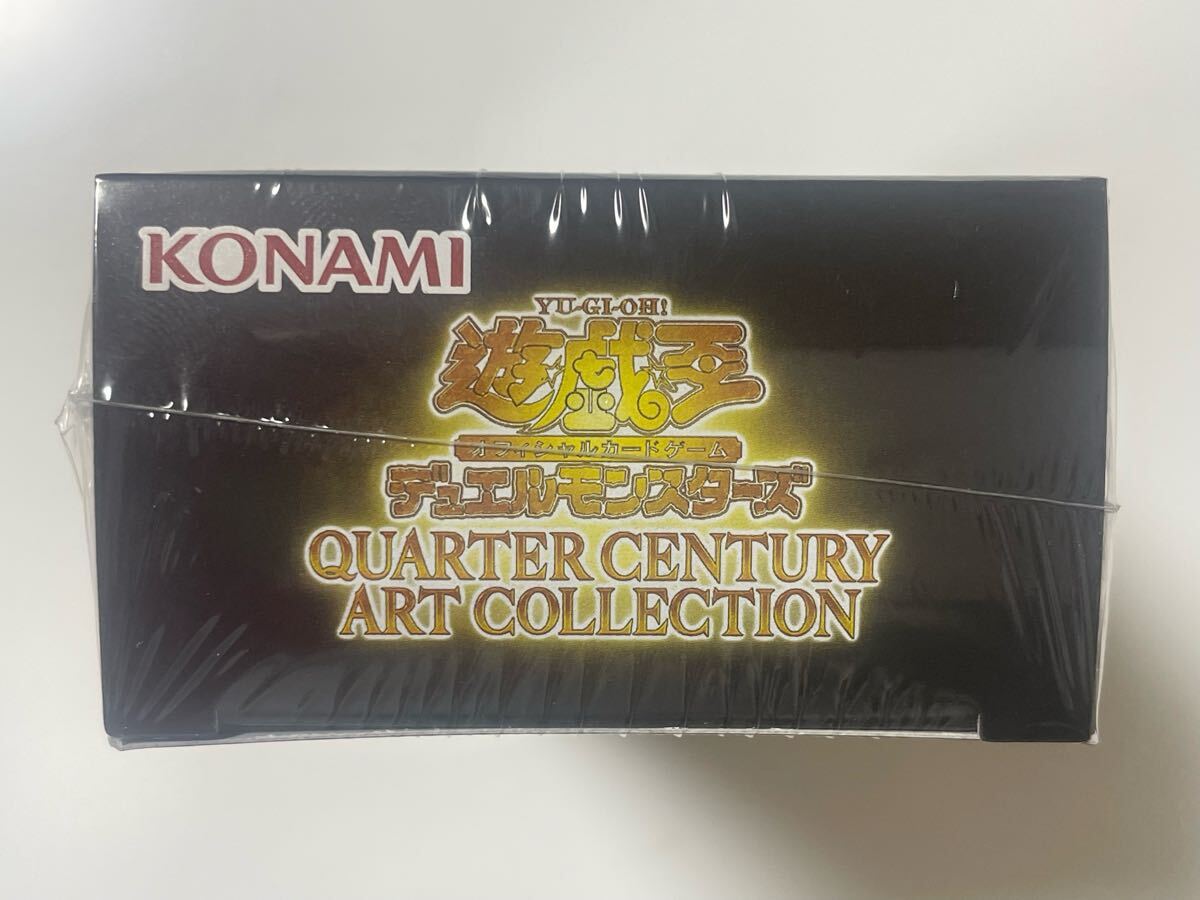 KONAMI
YU-GI-OH!
遊戯王
オフィシャルカードゲーム
デュエルモンスターズ
QUARTER CENTURY
ART COLLECTION